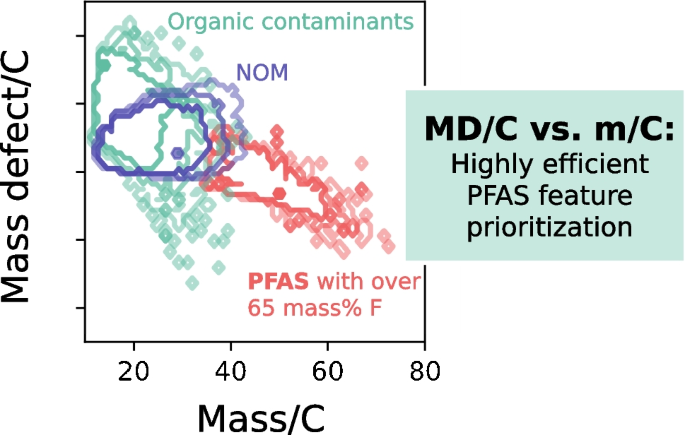 Organic contaminants
NOM
Mass defect/C
MD/C vs. m/C:
Highly efficient
PFAS feature
prioritization
PFAS with over
65 mass% F
20 40 60 80
Mass/C